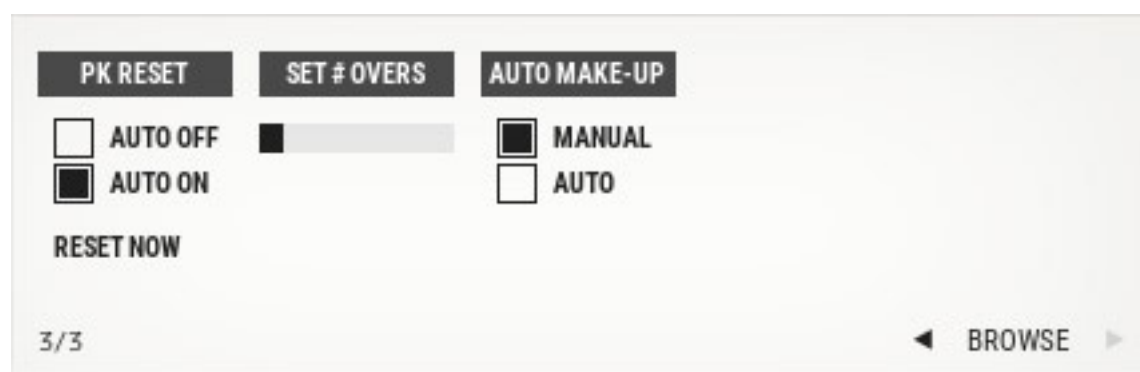 PK RESET SET # OVERS AUTO MAKE-UP
AUTO OFF MANUAL
AUTO ON AUTO
RESET NOW
3/3 ◀ BROWSE ▶